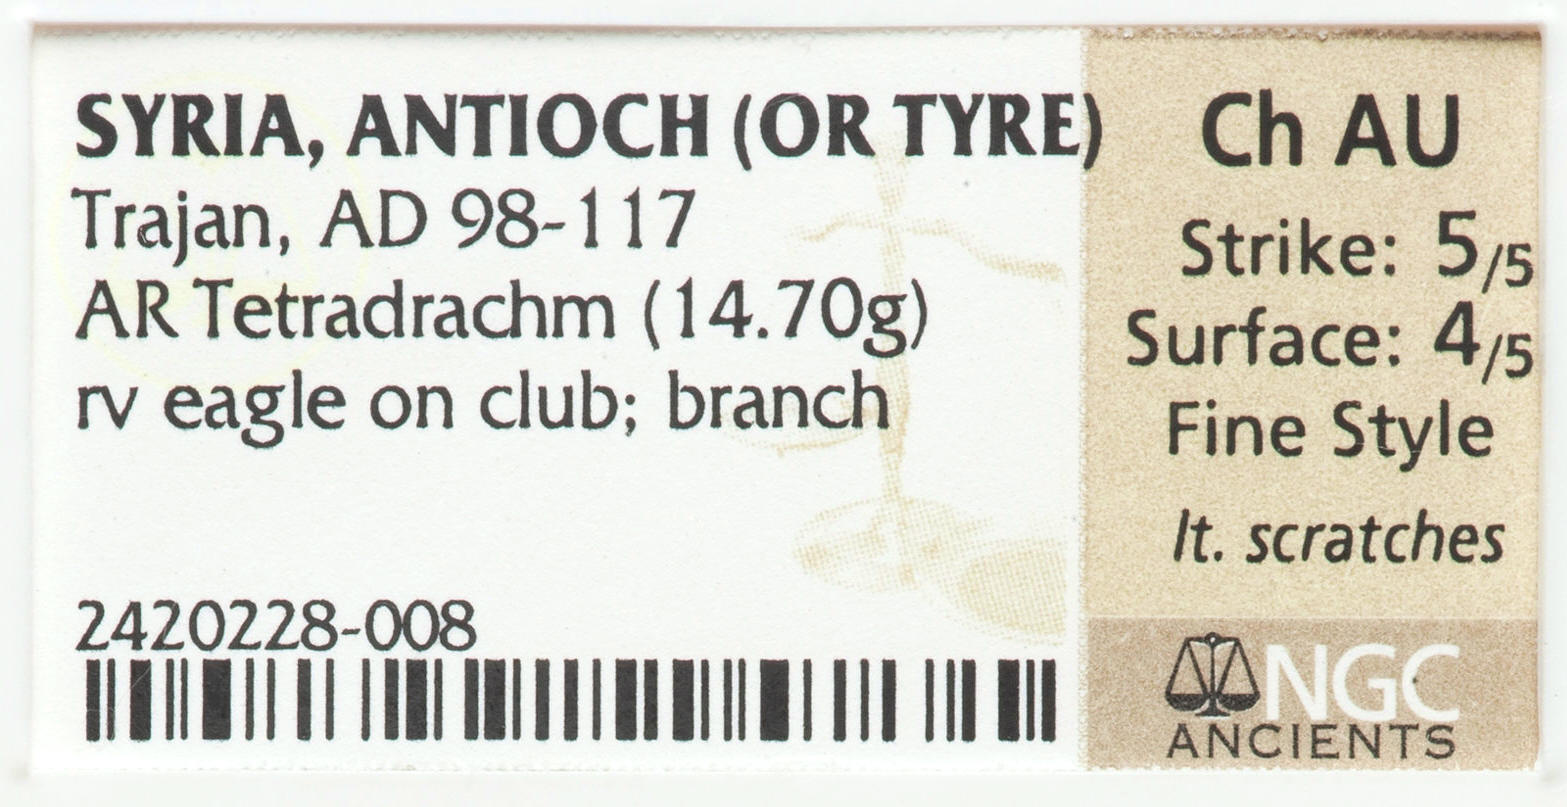 SYRIA, ANTIOCH (OR TYRE)
Trajan, AD 98-117
AR Tetradrachm (14.70g)
rv eagle on club; branch
2420228-008
Ch AU
Strike: 5/5
Surface: 4/5
Fine Style
lt. scratches
NGC
ANCIENTS